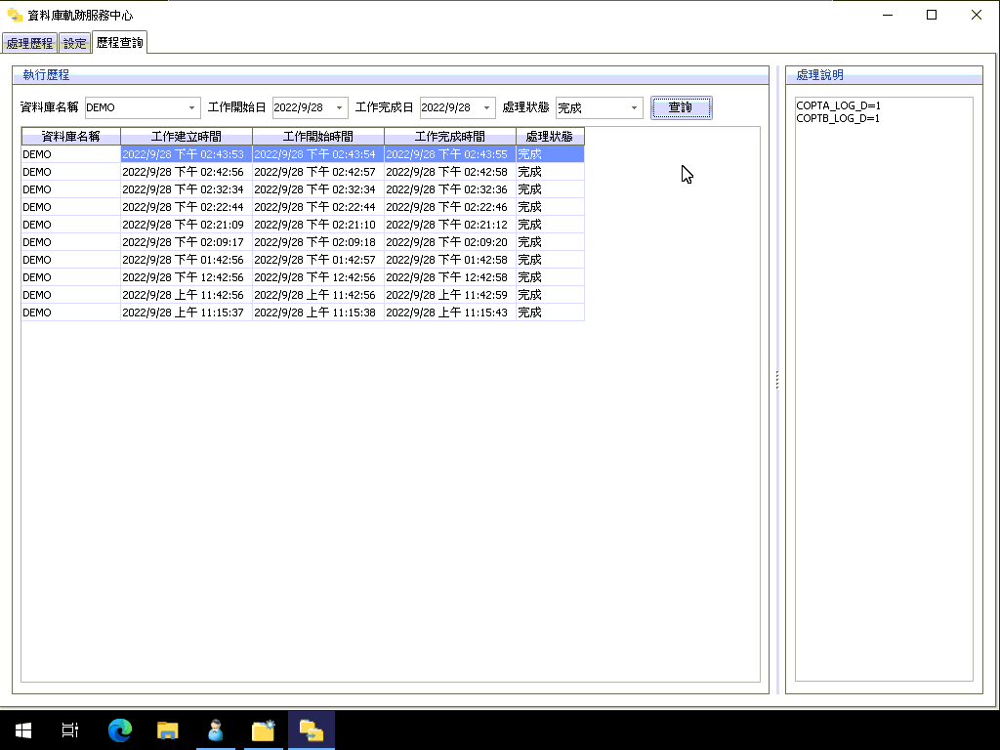 資料庫軌跡服務中心
處理歷程 設定 歷程查詢
執行歷程
資料庫名稱 DEMO 工作開始日 2022/9/28 工作完成日 2022/9/28 處理狀態 完成 查詢
資料庫名稱 工作建立時間 工作開始時間 工作完成時間 處理狀態
DEMO 2022/9/28 下午 02:43:53 2022/9/28 下午 02:43:54 2022/9/28 下午 02:43:55 完成
DEMO 2022/9/28 下午 02:42:56 2022/9/28 下午 02:42:57 2022/9/28 下午 02:42:58 完成
DEMO 2022/9/28 下午 02:32:34 2022/9/28 下午 02:32:34 2022/9/28 下午 02:32:36 完成
DEMO 2022/9/28 下午 02:22:44 2022/9/28 下午 02:22:44 2022/9/28 下午 02:22:46 完成
DEMO 2022/9/28 下午 02:21:09 2022/9/28 下午 02:21:10 2022/9/28 下午 02:21:12 完成
DEMO 2022/9/28 下午 02:09:17 2022/9/28 下午 02:09:18 2022/9/28 下午 02:09:20 完成
DEMO 2022/9/28 下午 01:42:56 2022/9/28 下午 01:42:57 2022/9/28 下午 01:42:58 完成
DEMO 2022/9/28 下午 12:42:56 2022/9/28 下午 12:42:56 2022/9/28 下午 12:42:58 完成
DEMO 2022/9/28 上午 11:42:56 2022/9/28 上午 11:42:56 2022/9/28 上午 11:42:59 完成
DEMO 2022/9/28 上午 11:15:37 2022/9/28 上午 11:15:38 2022/9/28 上午 11:15:43 完成
處理說明
COPTA_LOG_D=1
COPTB_LOG_D=1